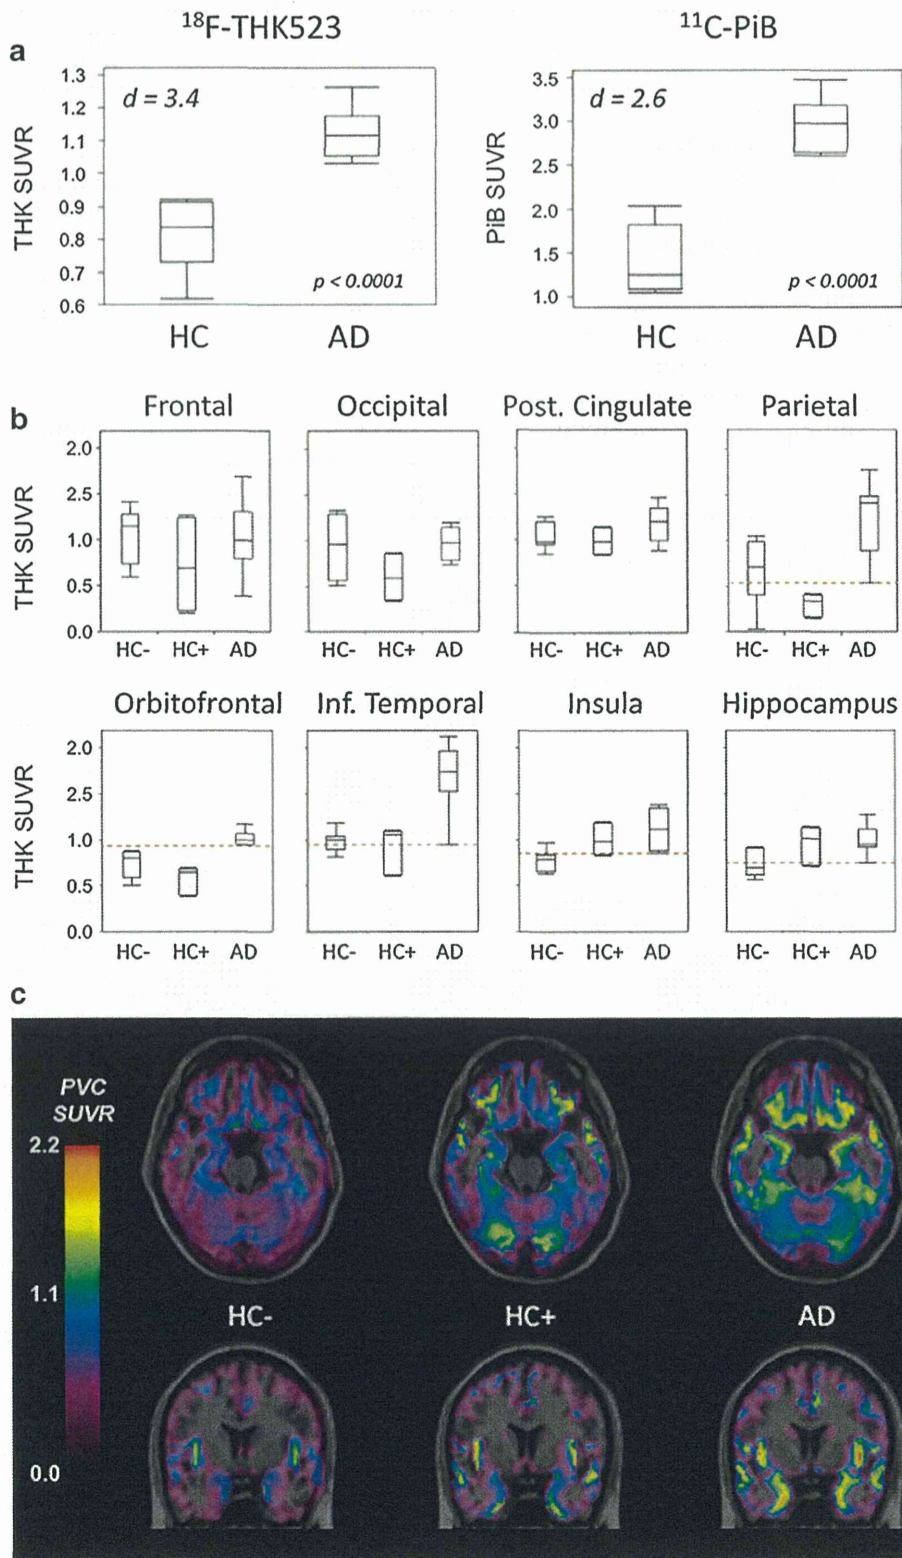 18F-THK523
11C-PiB
a
1.3
1.2
1.1
1.0
0.9
0.8
0.7
0.6
THK SUVR
d = 3.4
p < 0.0001
HC AD
3.5
3.0
2.5
2.0
1.5
1.0
PiB SUVR
d = 2.6
p < 0.0001
HC AD
b
Frontal Occipital Post. Cingulate Parietal
THK SUVR
2.0
2.5
1.0
0.5
0.0
HC- HC+ AD HC- HC+ AD HC- HC+ AD HC- HC+ AD
Orbitofrontal Inf. Temporal Insula Hippocampus
THK SUVR
2.0
2.5
1.0
0.5
0.0
HC- HC+ AD HC- HC+ AD HC- HC+ AD HC- HC+ AD
c
PVC
SUVR
2.2
1.1
0.0
HC- HC+ AD